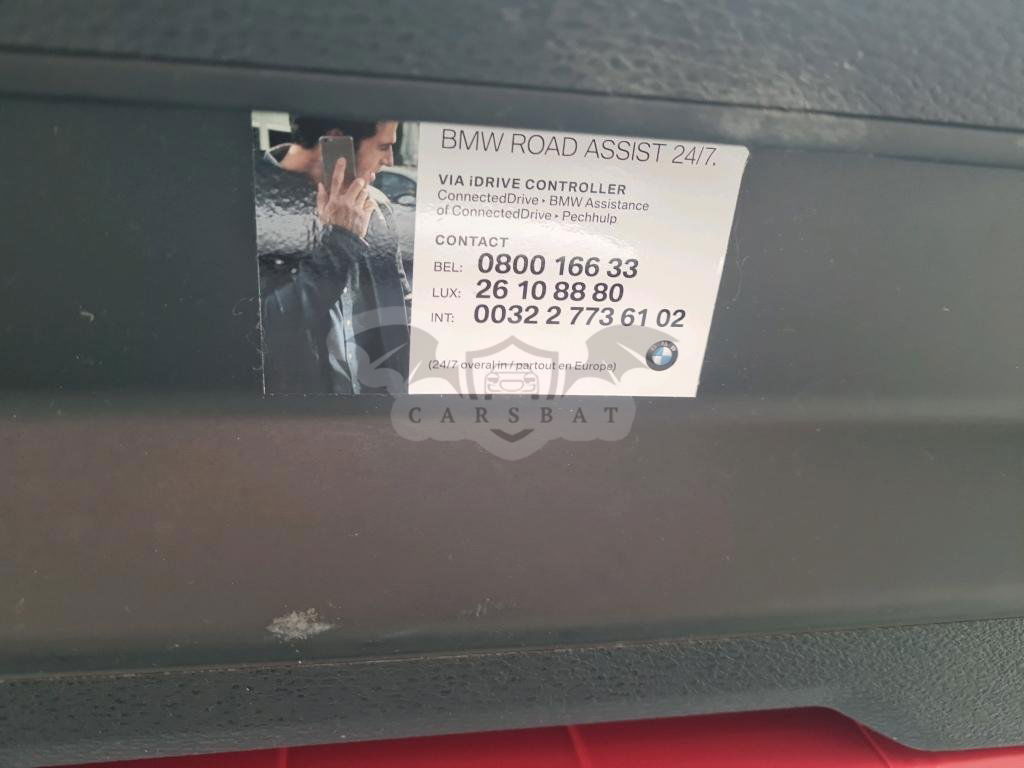 BMW ROAD ASSIST 24/7.
VIA iDRIVE CONTROLLER
ConnectedDrive • BMW Assistance
of ConnectedDrive • Pechhulp
CONTACT
BEL: 0800 166 33
LUX: 26 10 88 80
INT: 0032 2 773 61 02
(24/7 overal in / partout en Europe)
CARSBAT